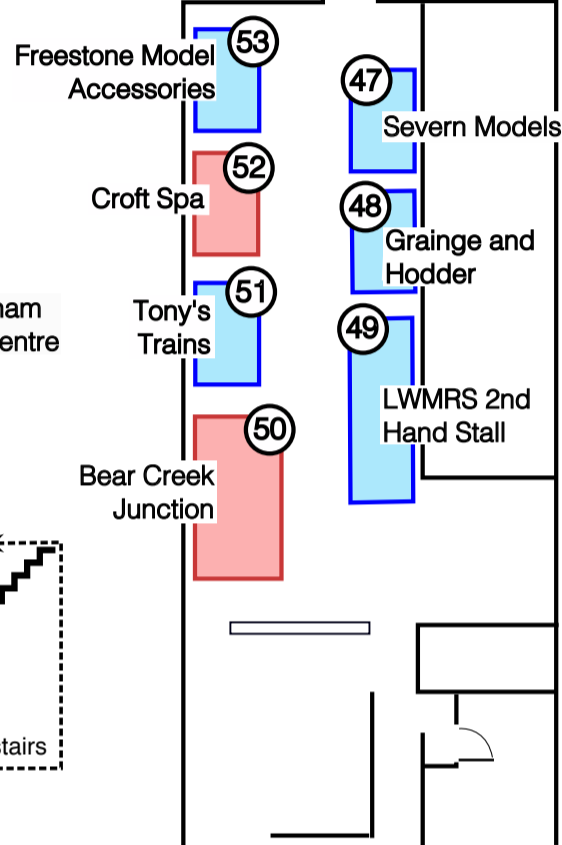 53
Freestone Model
Accessories
47
Severn Models
52
Croft Spa
48
Grainge and
Hodder
51
Tony's
Trains
49
LWMRS 2nd
Hand Stall
50
Bear Creek
Junction